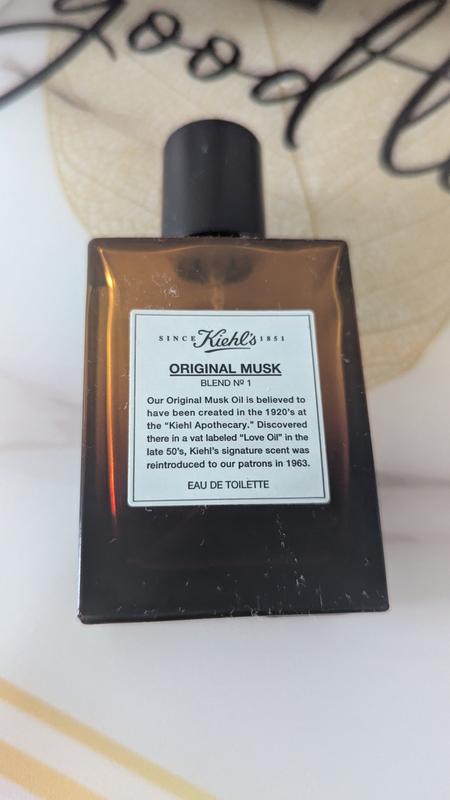 good
SINCE Kiehl's 1851
ORIGINAL MUSK
BLEND Nº 1
Our Original Musk Oil is believed to
have been created in the 1920's at
the "Kiehl Apothecary." Discovered
there in a vat labeled "Love Oil" in the
late 50's, Kiehl's signature scent was
reintroduced to our patrons in 1963.
EAU DE TOILETTE